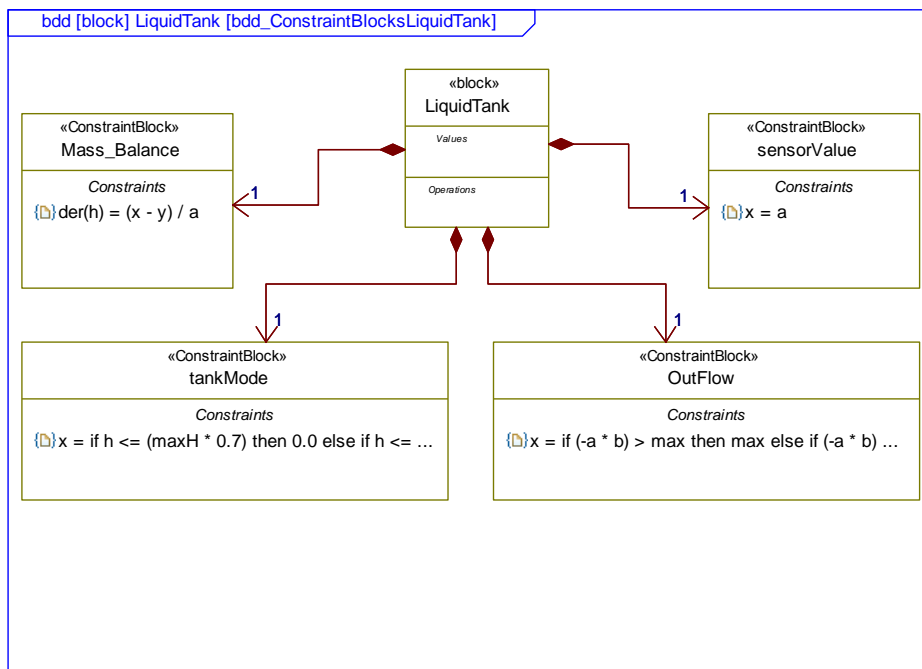 bdd [block] LiquidTank [bdd_ConstraintBlocksLiquidTank]
«block»
LiquidTank
Values
Operations
«ConstraintBlock»
Mass_Balance
Constraints
{}der(h) = (x - y) / a
1
«ConstraintBlock»
sensorValue
Constraints
{}x = a
1
«ConstraintBlock»
tankMode
Constraints
{}x = if h <= (maxH * 0.7) then 0.0 else if h <= ...
1
«ConstraintBlock»
OutFlow
Constraints
{}x = if (-a * b) > max then max else if (-a * b) ...
1